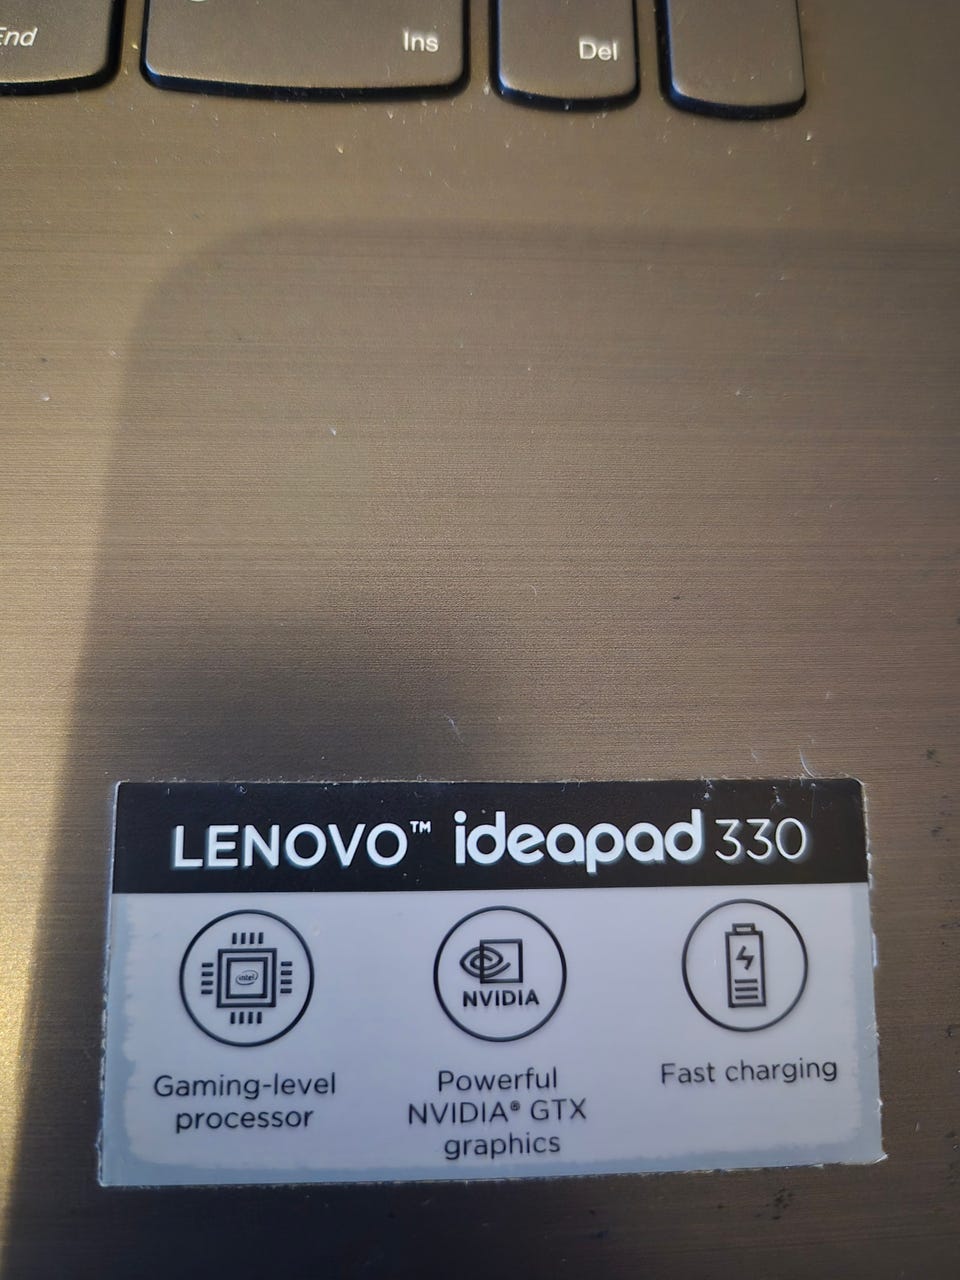 End
Ins
Del
LENOVO™ ideapad 330
intel
NVIDIA
Gaming-level
processor
Powerful
NVIDIA® GTX
graphics
Fast charging